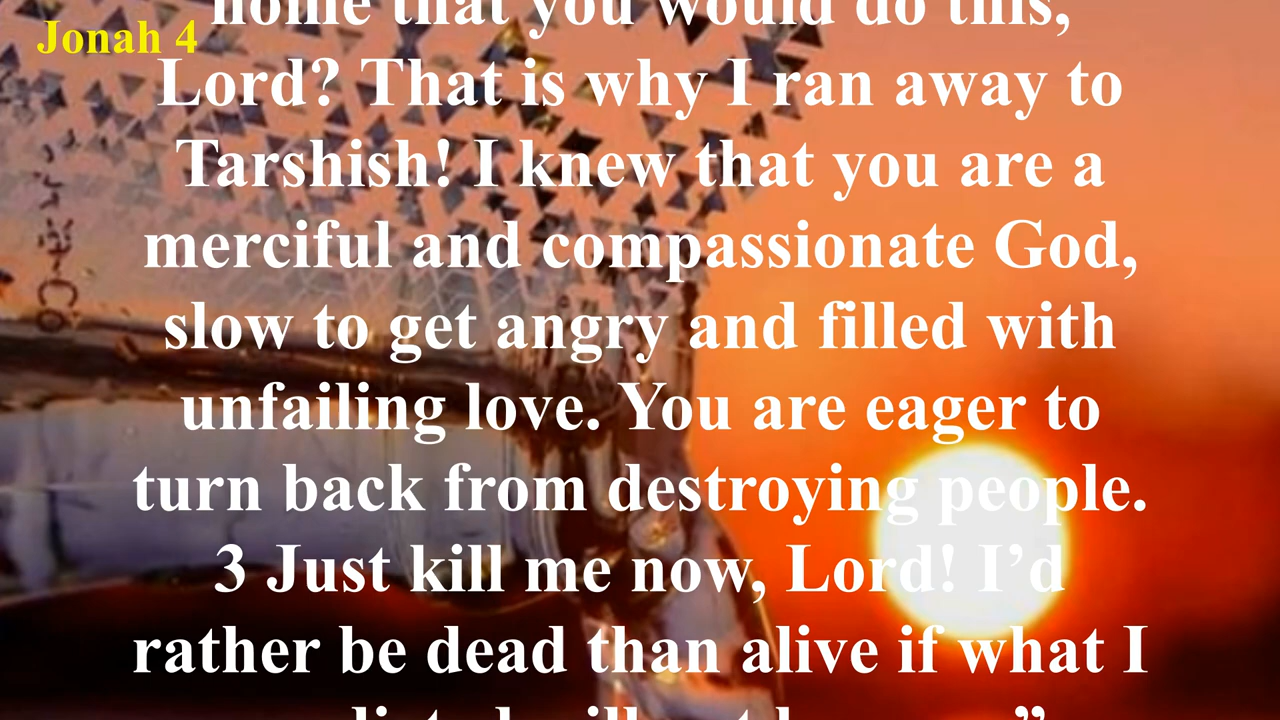 Jonah 4
home that you would do this,
Lord? That is why I ran away to
Tarshish! I knew that you are a
merciful and compassionate God,
slow to get angry and filled with
unfailing love. You are eager to
turn back from destroying people.
3 Just kill me now, Lord! I’d
rather be dead than alive if what I